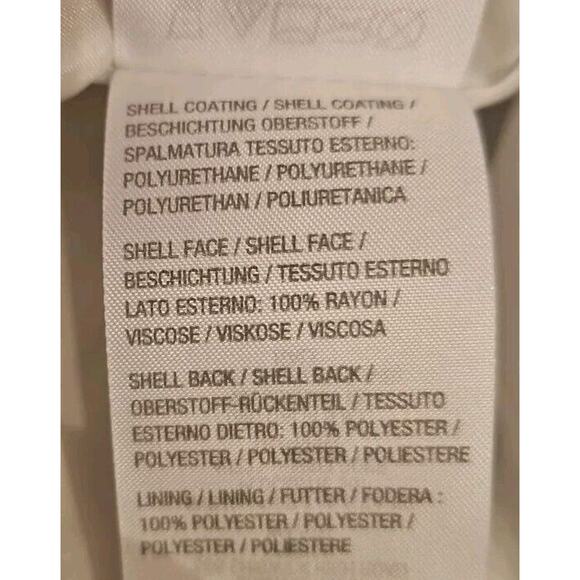 SHELL COATING / SHELL COATING /
BESCHICHTUNG OBERSTOFF /
SPALMATURA TESSUTO ESTERNO:
POLYURETHANE / POLYURETHANE /
POLYURETHAN / POLIURETANICA
SHELL FACE / SHELL FACE /
BESCHICHTUNG / TESSUTO ESTERNO
LATO ESTERNO: 100% RAYON /
VISCOSE / VISKOSE / VISCOSA
SHELL BACK / SHELL BACK /
OBERSTOFF-RÜCKENTEIL / TESSUTO
ESTERNO DIETRO: 100% POLYESTER /
POLYESTER / POLYESTER / POLIESTERE
LINING / LINING / FUTTER / FODERA :
100% POLYESTER / POLYESTER /
POLYESTER / POLIESTERE